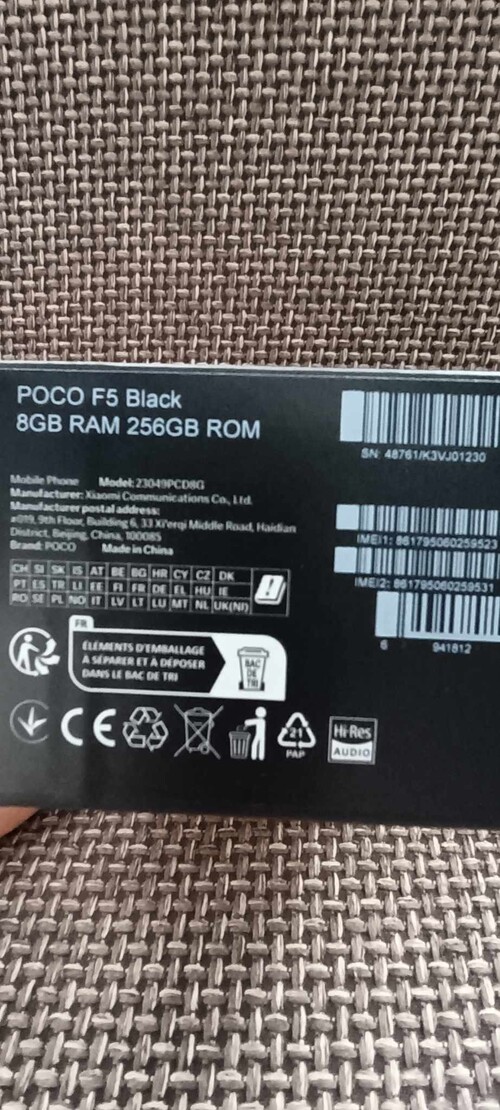 POCO F5 Black
8GB RAM 256GB ROM
SN: 48761/K3VJ01230
Mobile Phone Model: 23049PCD8G
Manufacturer: Xiaomi Communications Co., Ltd.
Manufacturer postal address:
#019, 9th Floor, Building 6, 33 Xi'erqi Middle Road, Haidian
District, Beijing, China, 100085
Brand: POCO Made in China
IMEI1: 861795060259523
IMEI2: 861795060259531
6 941812
CH SI SK IS AT BE BG HR CY CZ DK
PT ES TR LI EE FI FR DE EL HU IE
RO SE PL NO IT LV LT LU MT NL UK(NI)
FR
ÉLÉMENTS D'EMBALLAGE
À SÉPARER ET À DÉPOSER
DANS LE BAC DE TRI
BAC
DE
TRI
CE
21
PAP
Hi-Res
AUDIO